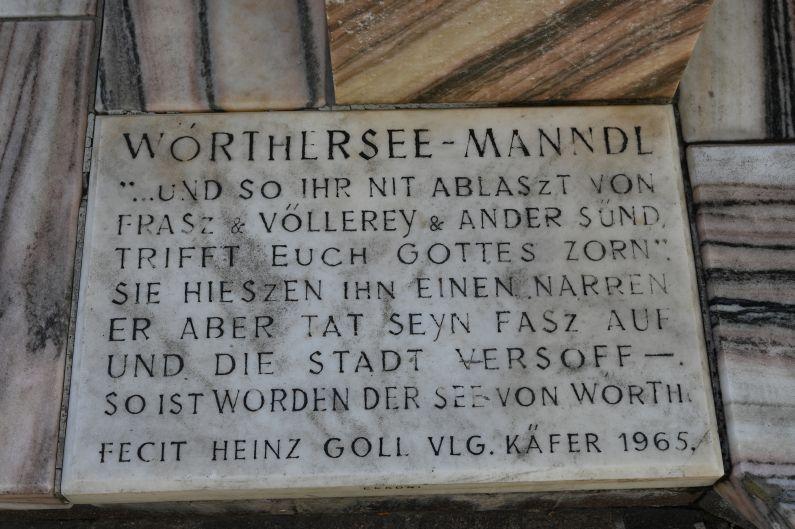 WÖRTHERSEE-MANNDL
"...UND SO IHR NIT ABLASZT VON
FRASZ & VÖLLEREY & ANDER SÜND,
TRIFFT EUCH GOTTES ZORN".
SIE HIESZEN IHN EINEN NARREN
ER ABER TAT SEYN FASZ AUF
UND DIE STADT VERSOFF—.
SO IST WORDEN DER SEE VON WÖRTH.
FECIT HEINZ GOLL VLG. KÄFER 1965.